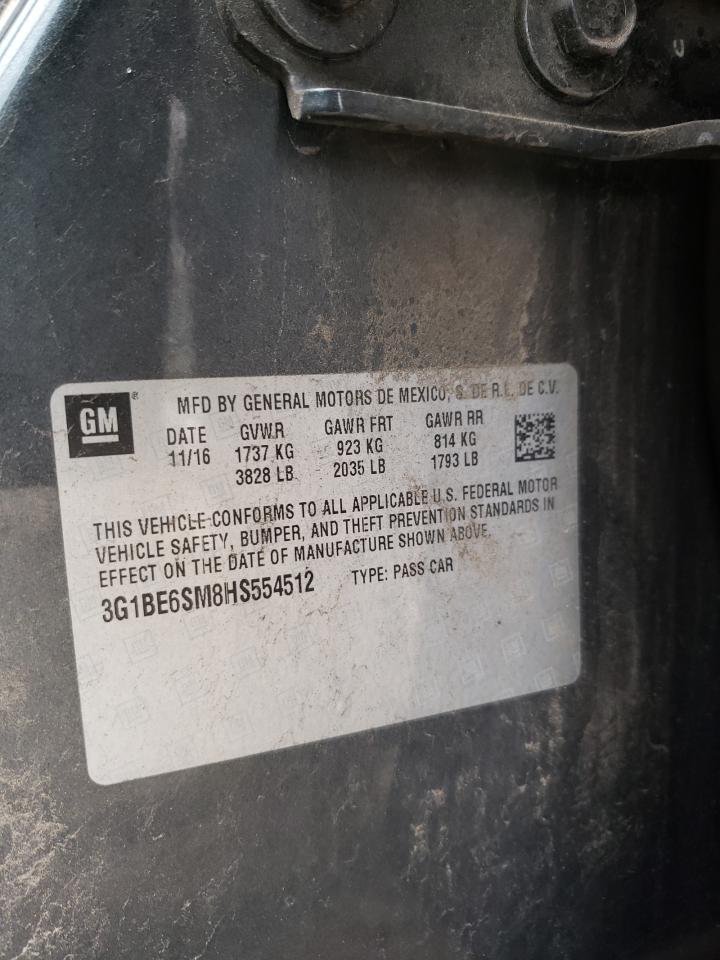 GM
MFD BY GENERAL MOTORS DE MEXICO, S. DE R.L. DE C.V.
DATE GVWR GAWR FRT GAWR RR
11/16 1737 KG 923 KG 814 KG
3828 LB 2035 LB 1793 LB
THIS VEHICLE CONFORMS TO ALL APPLICABLE U.S. FEDERAL MOTOR
VEHICLE SAFETY, BUMPER, AND THEFT PREVENTION STANDARDS IN
EFFECT ON THE DATE OF MANUFACTURE SHOWN ABOVE.
3G1BE6SM8HS554512 TYPE: PASS CAR